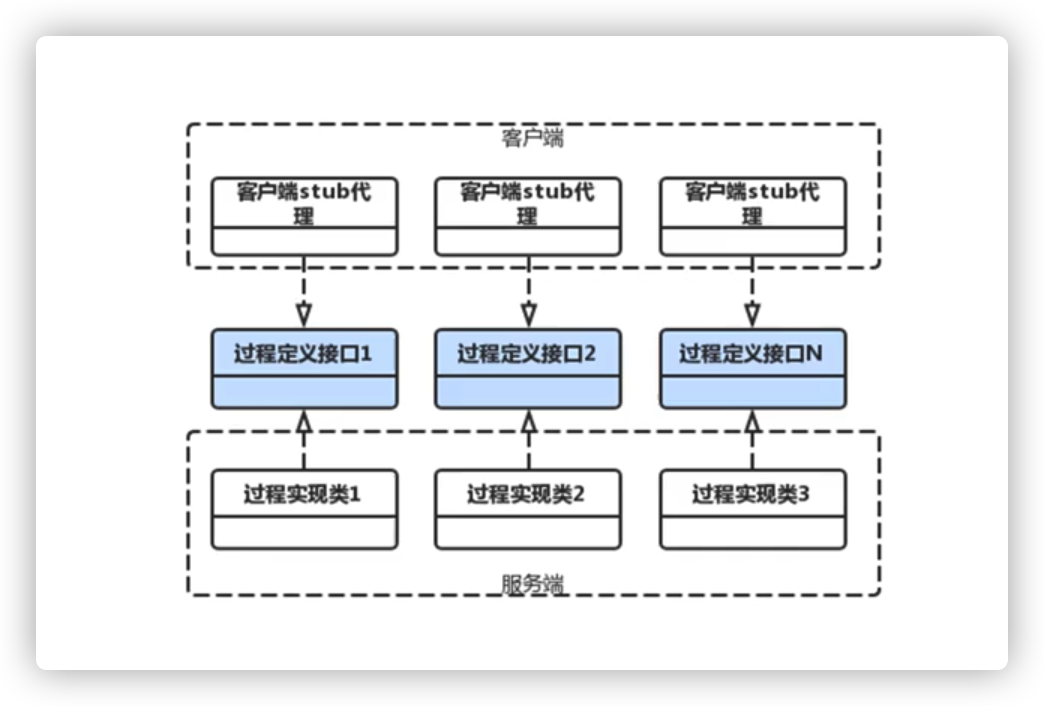 客户端
客户端stub代
理
客户端stub代
理
客户端stub代
理
过程定义接口1
过程定义接口2
过程定义接口N
过程实现类1
过程实现类2
过程实现类3
服务端